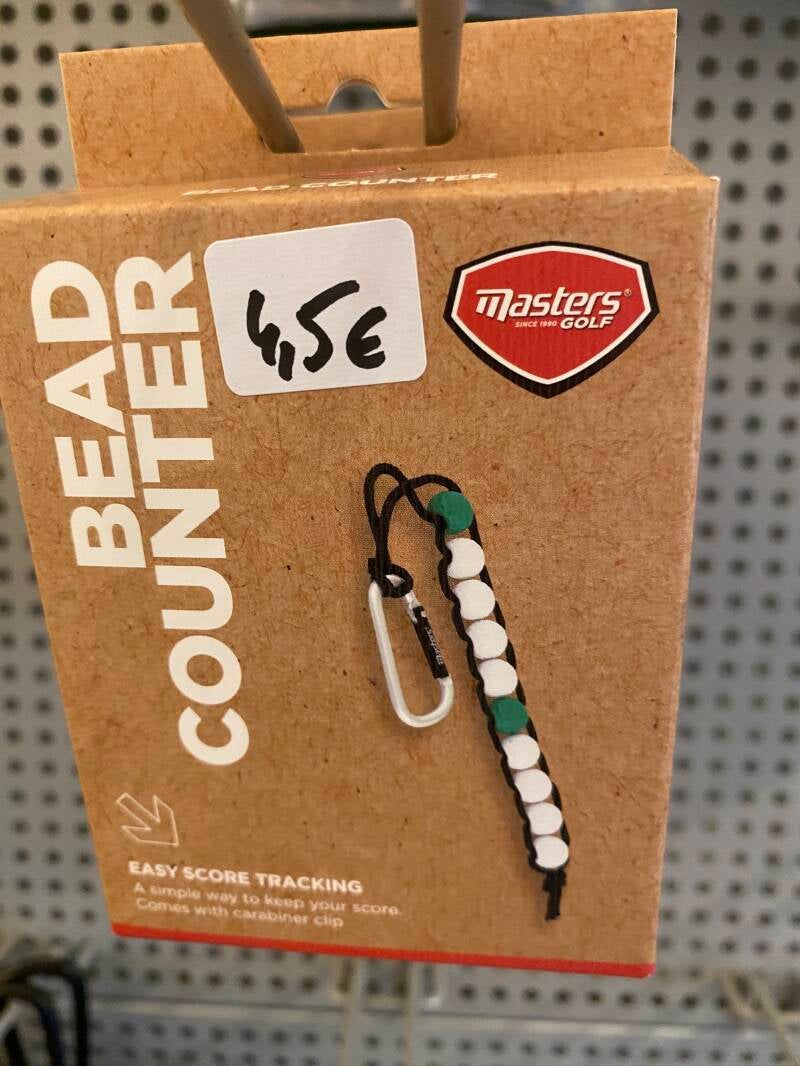 BEAD COUNTER
4,5€
Masters®
SINCE 1990 GOLF
BEAD
COUNTER
masters
EASY SCORE TRACKING
A simple way to keep your score.
Comes with carabiner clip